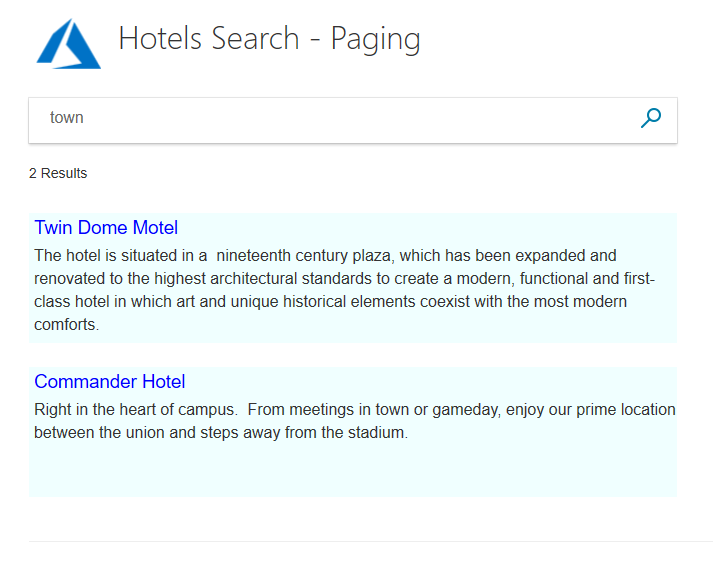 Hotels Search - Paging
town
2 Results
Twin Dome Motel
The hotel is situated in a  nineteenth century plaza, which has been expanded and
renovated to the highest architectural standards to create a modern, functional and first-
class hotel in which art and unique historical elements coexist with the most modern
comforts.
Commander Hotel
Right in the heart of campus.  From meetings in town or gameday, enjoy our prime location
between the union and steps away from the stadium.